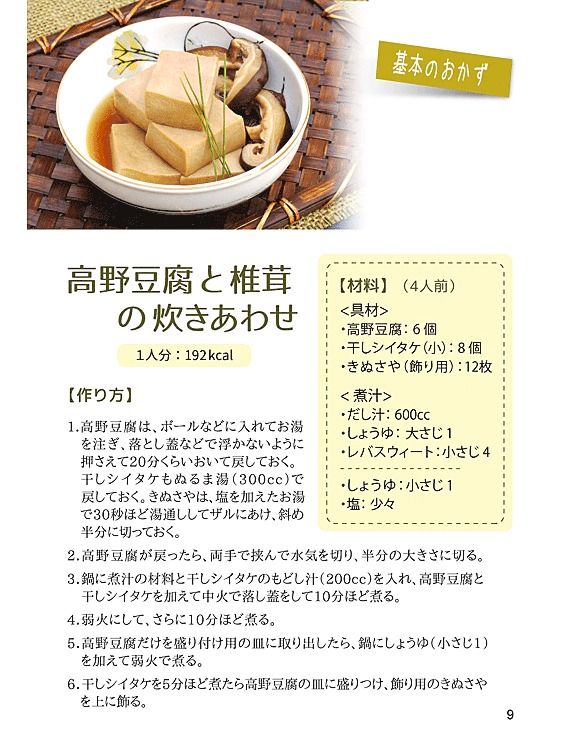 基本のおかず
高野豆腐と椎茸
の炊きあわせ
1人分：192kcal
【材料】（4人前）
<具材>
・高野豆腐：6個
・干しシイタケ（小）：8個
・きぬさや（飾り用）：12枚
<煮汁>
・だし汁：600cc
・しょうゆ：大さじ1
・レバスウィート：小さじ4
・しょうゆ：小さじ1
・塩：少々
【作り方】
1.高野豆腐は、ボールなどに入れてお湯
を注ぎ、落とし蓋などで浮かないように
押さえて20分くらいおいて戻しておく。
干しシイタケもぬるま湯（300cc）で
戻しておく。きぬさやは、塩を加えたお湯
で30秒ほど湯通ししてザルにあけ、斜め
半分に切っておく。
2.高野豆腐が戻ったら、両手で挟んで水気を切り、半分の大きさに切る。
3.鍋に煮汁の材料と干しシイタケのもどし汁（200cc）を入れ、高野豆腐と
干しシイタケを加えて中火で落し蓋をして10分ほど煮る。
4.弱火にして、さらに10分ほど煮る。
5.高野豆腐だけを盛り付け用の皿に取り出したら、鍋にしょうゆ（小さじ1）
を加えて弱火で煮る。
6.干しシイタケを5分ほど煮たら高野豆腐の皿に盛りつけ、飾り用のきぬさや
を上に飾る。
9